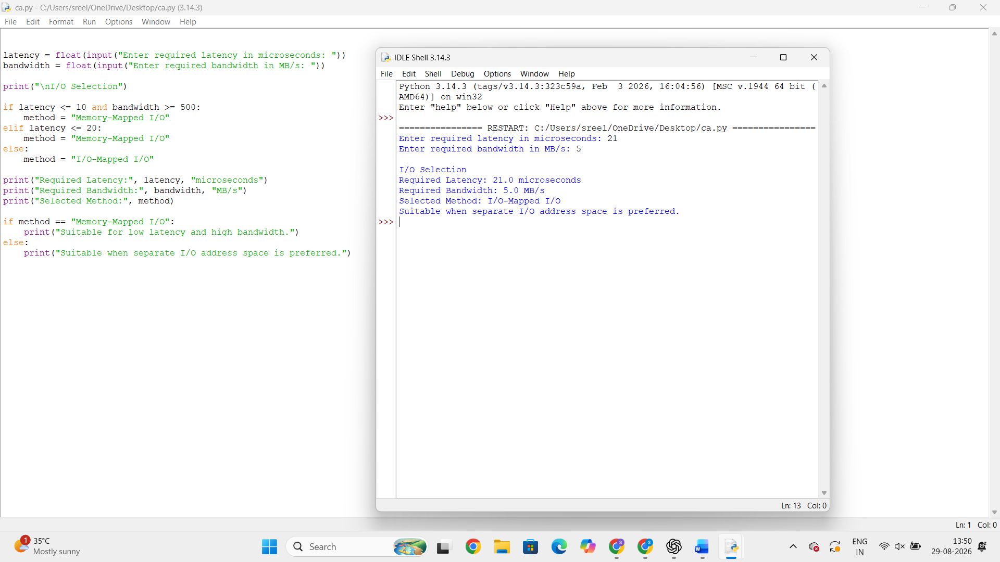 ca.py - C:/Users/sreel/OneDrive/Desktop/ca.py (3.14.3)
File Edit Format Run Options Window Help
latency = float(input("Enter required latency in microseconds: "))
bandwidth = float(input("Enter required bandwidth in MB/s: "))
print("\nI/O Selection")
if latency <= 10 and bandwidth >= 500:
    method = "Memory-Mapped I/O"
elif latency <= 20:
    method = "Memory-Mapped I/O"
else:
    method = "I/O-Mapped I/O"
print("Required Latency:", latency, "microseconds")
print("Required Bandwidth:", bandwidth, "MB/s")
print("Selected Method:", method)
if method == "Memory-Mapped I/O":
    print("Suitable for low latency and high bandwidth.")
else:
    print("Suitable when separate I/O address space is preferred.")
IDLE Shell 3.14.3
File Edit Shell Debug Options Window Help
Python 3.14.3 (tags/v3.14.3:323c59a, Feb  3 2026, 16:04:56) [MSC v.1944 64 bit (
AMD64)] on win32
Enter "help" below or click "Help" above for more information.
>>>
================ RESTART: C:/Users/sreel/OneDrive/Desktop/ca.py ================
Enter required latency in microseconds: 21
Enter required bandwidth in MB/s: 5
I/O Selection
Required Latency: 21.0 microseconds
Required Bandwidth: 5.0 MB/s
Selected Method: I/O-Mapped I/O
Suitable when separate I/O address space is preferred.
>>>
Ln: 13 Col: 0
Ln: 1 Col: 0
1
35°C
Mostly sunny
Search
S
S
W
ENG
IN
13:50
29-08-2026